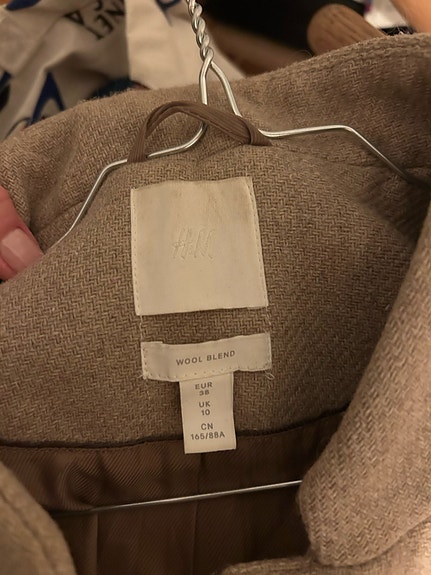 H&M
WOOL BLEND
EUR
38
UK
10
CN
165/88A